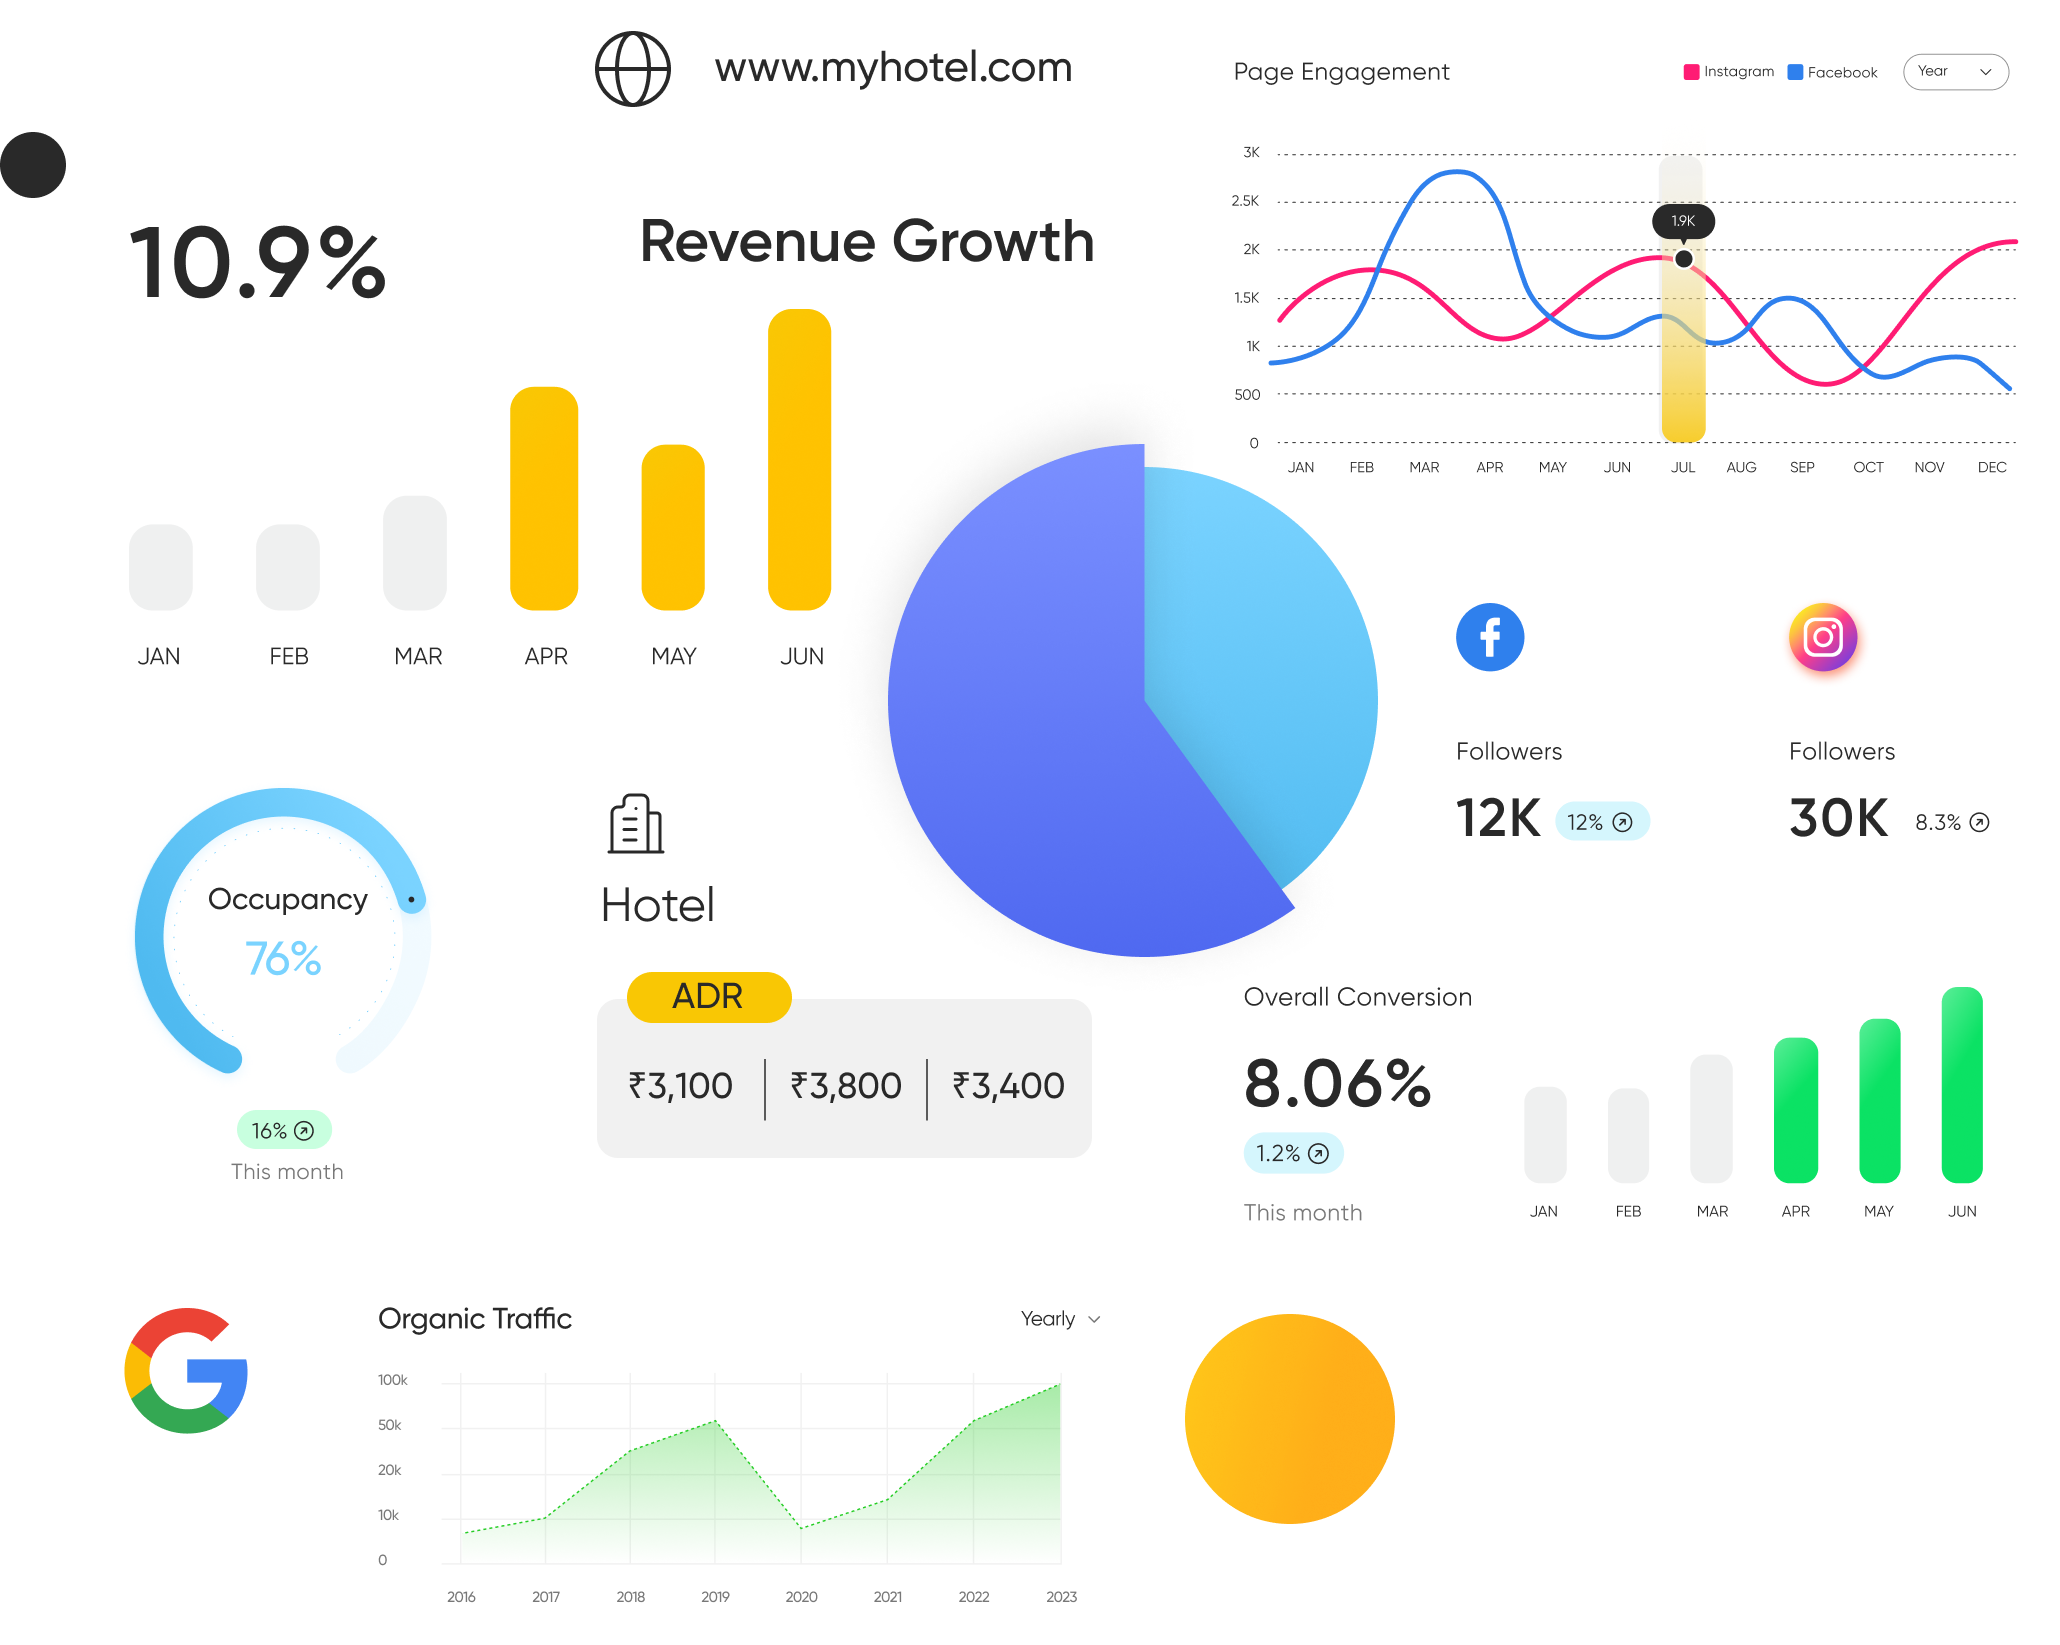 www.myhotel.com
Page Engagement
Instagram
Facebook
Year
3K
2.5K
2K
1.5K
1K
500
0
1.9K
JAN FEB MAR APR MAY JUN JUL AUG SEP OCT NOV DEC
10.9%
Revenue Growth
JAN FEB MAR APR MAY JUN
Followers
12K 12%
Followers
30K 8.3%
Occupancy
76%
16%
This month
Hotel
ADR
₹3,100 ₹3,800 ₹3,400
Overall Conversion
8.06%
1.2%
This month
JAN FEB MAR APR MAY JUN
Organic Traffic
Yearly
100k
50k
20k
10k
0
2016 2017 2018 2019 2020 2021 2022 2023